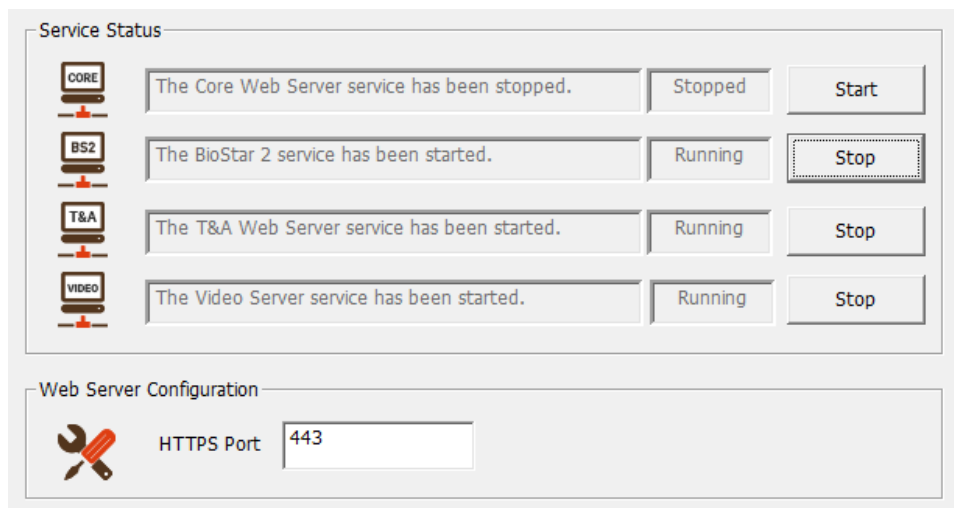 Service Status
CORE
The Core Web Server service has been stopped. Stopped Start
BS2
The BioStar 2 service has been started. Running Stop
T&A
The T&A Web Server service has been started. Running Stop
VIDEO
The Video Server service has been started. Running Stop
Web Server Configuration
HTTPS Port 443